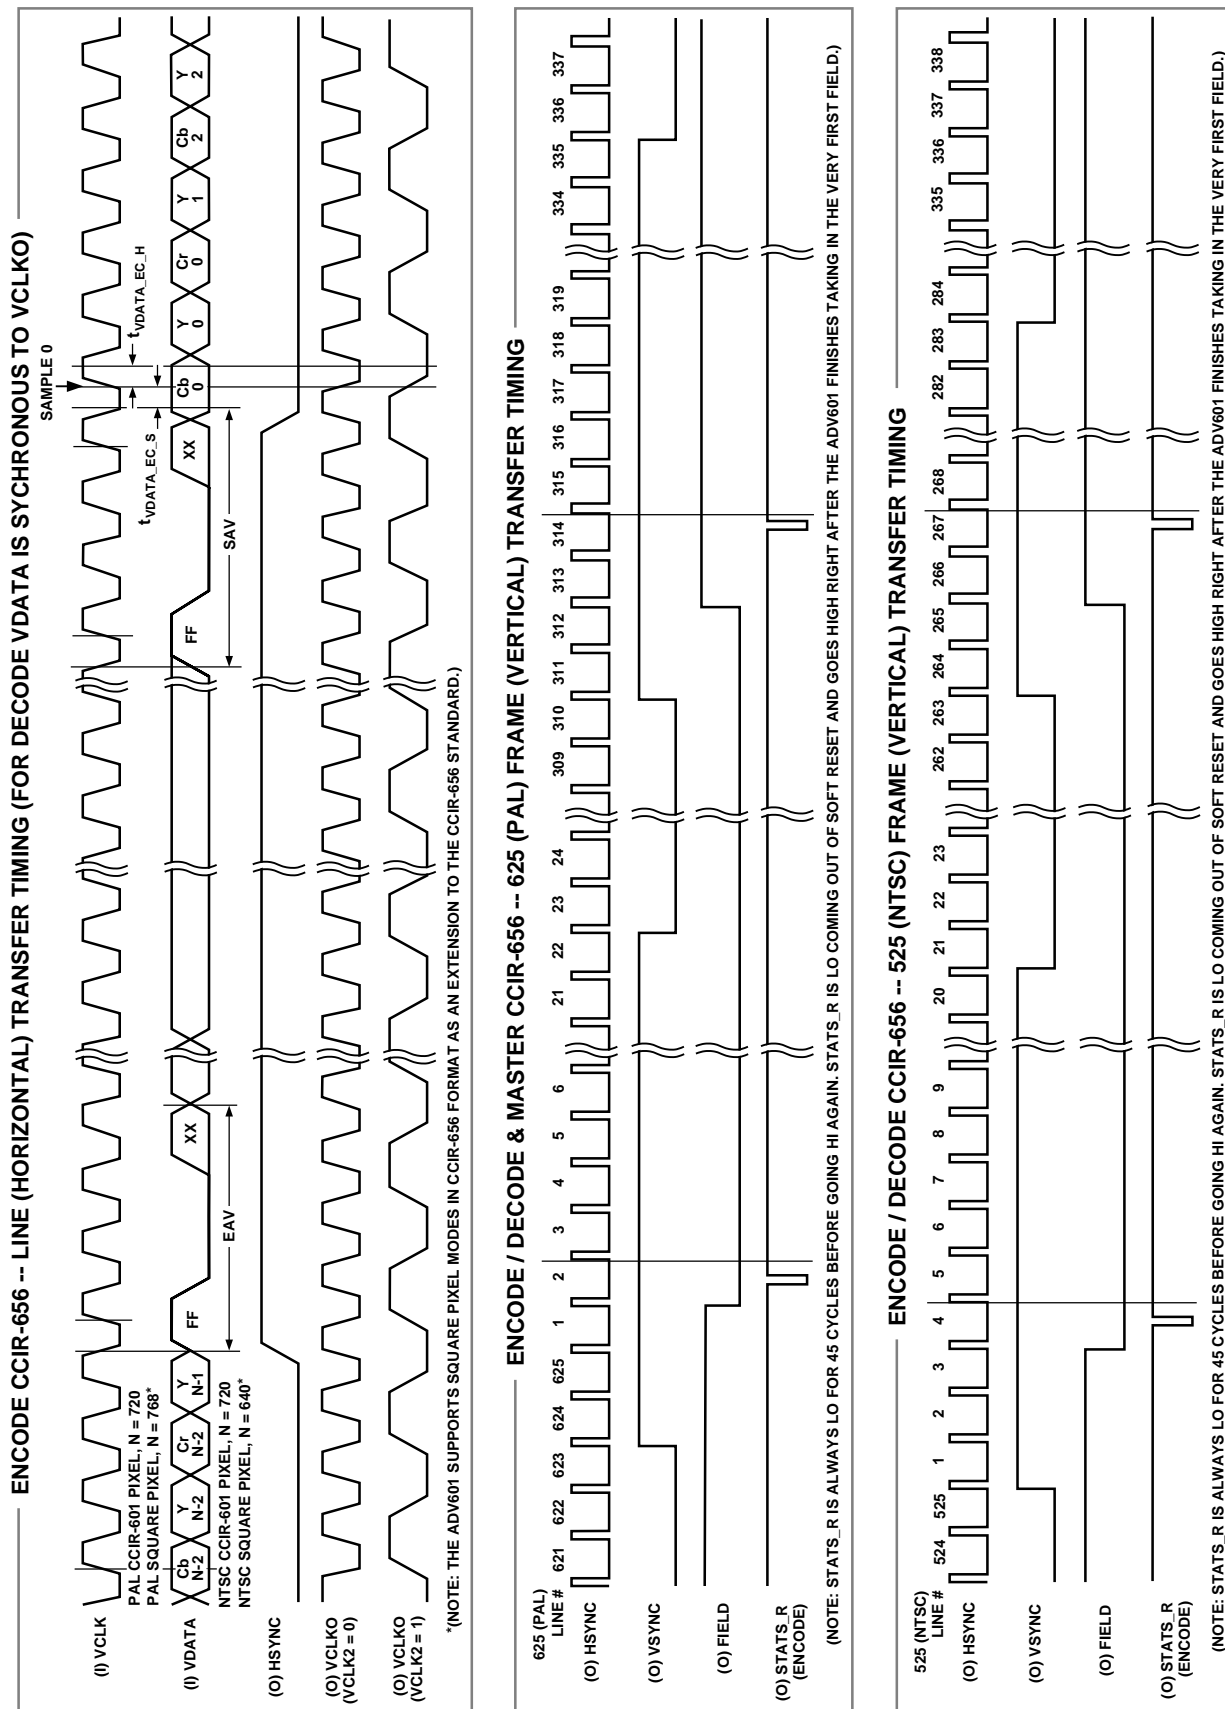 ENCODE CCIR-656 -- LINE (HORIZONTAL) TRANSFER TIMING (FOR DECODE VDATA IS SYCHRONOUS TO VCLKO)
SAMPLE 0
(I) VCLK
tVDATA_EC_S
tVDATA_EC_H
PAL CCIR-601 PIXEL, N = 720
PAL SQUARE PIXEL, N = 768*
(I) VDATA
Cb N-2
Y N-2
Cr N-2
Y N-1
FF
XX
FF
XX
Cb 0
Y 0
Cr 0
Y 1
Cb 2
Y 2
NTSC CCIR-601 PIXEL, N = 720
NTSC SQUARE PIXEL, N = 640*
EAV
SAV
(O) HSYNC
(O) VCLKO
(VCLK2 = 0)
(O) VCLKO
(VCLK2 = 1)
*(NOTE: THE ADV601 SUPPORTS SQUARE PIXEL MODES IN CCIR-656 FORMAT AS AN EXTENSION TO THE CCIR-656 STANDARD.)
ENCODE / DECODE & MASTER CCIR-656 -- 625 (PAL) FRAME (VERTICAL) TRANSFER TIMING
625 (PAL)
LINE #
621 622 623 624 625 1 2 3 4 5 6 21 22 23 24 309 310 311 312 313 314 315 316 317 318 319 334 335 336 337
(O) HSYNC
(O) VSYNC
(O) FIELD
(O) STATS_R
(ENCODE)
(NOTE: STATS_R IS ALWAYS LO FOR 45 CYCLES BEFORE GOING HI AGAIN. STATS_R IS LO COMING OUT OF SOFT RESET AND GOES HIGH RIGHT AFTER THE ADV601 FINISHES TAKING IN THE VERY FIRST FIELD.)
ENCODE / DECODE CCIR-656 -- 525 (NTSC) FRAME (VERTICAL) TRANSFER TIMING
525 (NTSC)
LINE #
524 525 1 2 3 4 5 6 7 8 9 20 21 22 23 262 263 264 265 266 267 268 282 283 284 335 336 337 338
(O) HSYNC
(O) VSYNC
(O) FIELD
(O) STATS_R
(ENCODE)
(NOTE: STATS_R IS ALWAYS LO FOR 45 CYCLES BEFORE GOING HI AGAIN. STATS_R IS LO COMING OUT OF SOFT RESET AND GOES HIGH RIGHT AFTER THE ADV601 FINISHES TAKING IN THE VERY FIRST FIELD.)